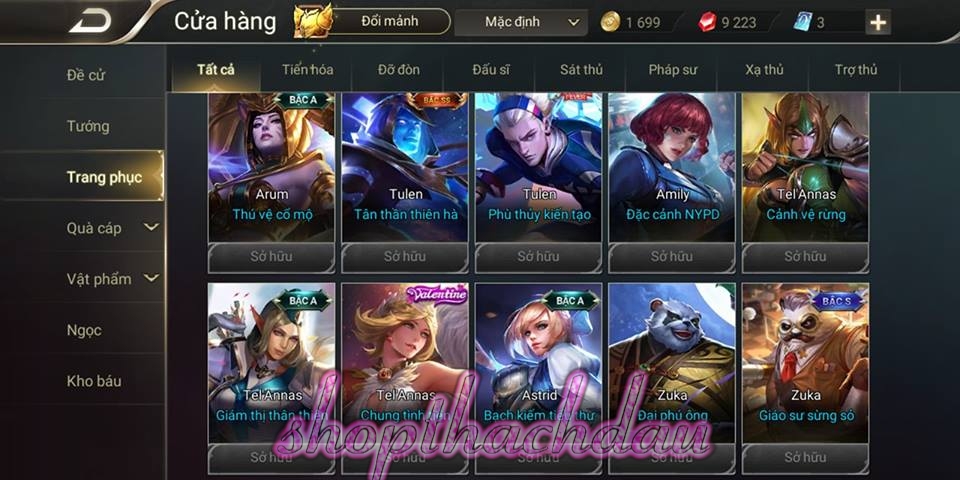 Cửa hàng
Đổi mảnh
Mặc định
1 699
9 223
3
Đề cử
Tướng
Trang phục
Quà cáp
Vật phẩm
Ngọc
Kho báu
Tất cả
Tiến hóa
Đỡ đòn
Đấu sĩ
Sát thủ
Pháp sư
Xạ thủ
Trợ thủ
BẬC A
Arum
Thú vệ cổ mộ
Sở hữu
BẬC SS
Tulen
Tân thần thiên hà
Sở hữu
Tulen
Phù thủy kiến tạo
Sở hữu
Amily
Đặc cảnh NYPD
Sở hữu
Tel'Annas
Cảnh vệ rừng
Sở hữu
BẬC A
Tel'Annas
Giám thị thân thiện
Sở hữu
Valentine
Tel'Annas
Chung tình tiễn
Sở hữu
BẬC A
Astrid
Bạch kiếm tiểu thư
Sở hữu
Zuka
Đại phú ông
Sở hữu
BẬC S
Zuka
Giáo sư sừng sỏ
Sở hữu
shopthachdau